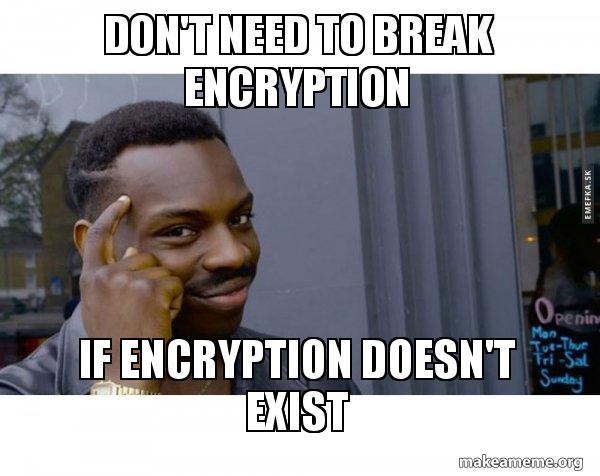 DON'T NEED TO BREAK
ENCRYPTION
EMEFKA.SK
Opening
Mon
Tue-Thur
Fri-Sat
Sunday
IF ENCRYPTION DOESN'T
EXIST
makeameme.org